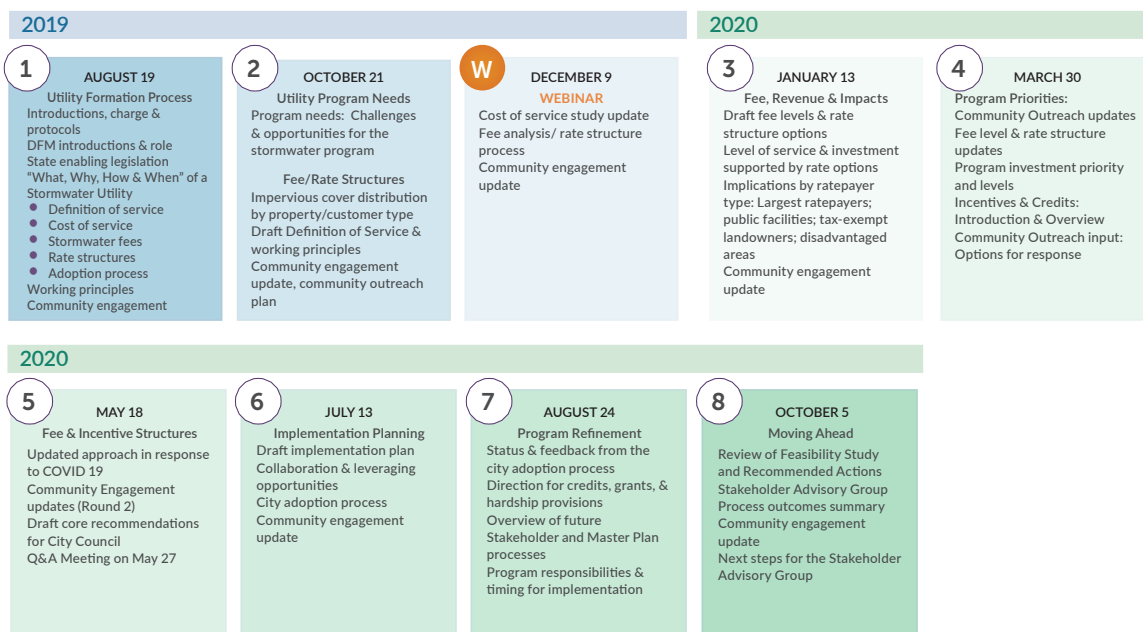 2019
2020
1
AUGUST 19
Utility Formation Process
Introductions, charge &
protocols
DFM introductions & role
State enabling legislation
“What, Why, How & When” of a
Stormwater Utility
● Definition of service
● Cost of service
● Stormwater fees
● Rate structures
● Adoption process
Working principles
Community engagement
2
OCTOBER 21
Utility Program Needs
Program needs: Challenges
& opportunities for the
stormwater program
Fee/Rate Structures
Impervious cover distribution
by property/customer type
Draft Definition of Service &
working principles
Community engagement
update, community outreach
plan
W
DECEMBER 9
WEBINAR
Cost of service study update
Fee analysis/ rate structure
process
Community engagement
update
3
JANUARY 13
Fee, Revenue & Impacts
Draft fee levels & rate
structure options
Level of service & investment
supported by rate options
Implications by ratepayer
type: Largest ratepayers;
public facilities; tax-exempt
landowners; disadvantaged
areas
Community engagement
update
4
MARCH 30
Program Priorities:
Community Outreach updates
Fee level & rate structure
updates
Program investment priority
and levels
Incentives & Credits:
Introduction & Overview
Community Outreach input:
Options for response
2020
5
MAY 18
Fee & Incentive Structures
Updated approach in response
to COVID 19
Community Engagement
updates (Round 2)
Draft core recommendations
for City Council
Q&A Meeting on May 27
6
JULY 13
Implementation Planning
Draft implementation plan
Collaboration & leveraging
opportunities
City adoption process
Community engagement
update
7
AUGUST 24
Program Refinement
Status & feedback from the
city adoption process
Direction for credits, grants, &
hardship provisions
Overview of future
Stakeholder and Master Plan
processes
Program responsibilities &
timing for implementation
8
OCTOBER 5
Moving Ahead
Review of Feasibility Study
and Recommended Actions
Stakeholder Advisory Group
Process outcomes summary
Community engagement
update
Next steps for the Stakeholder
Advisory Group